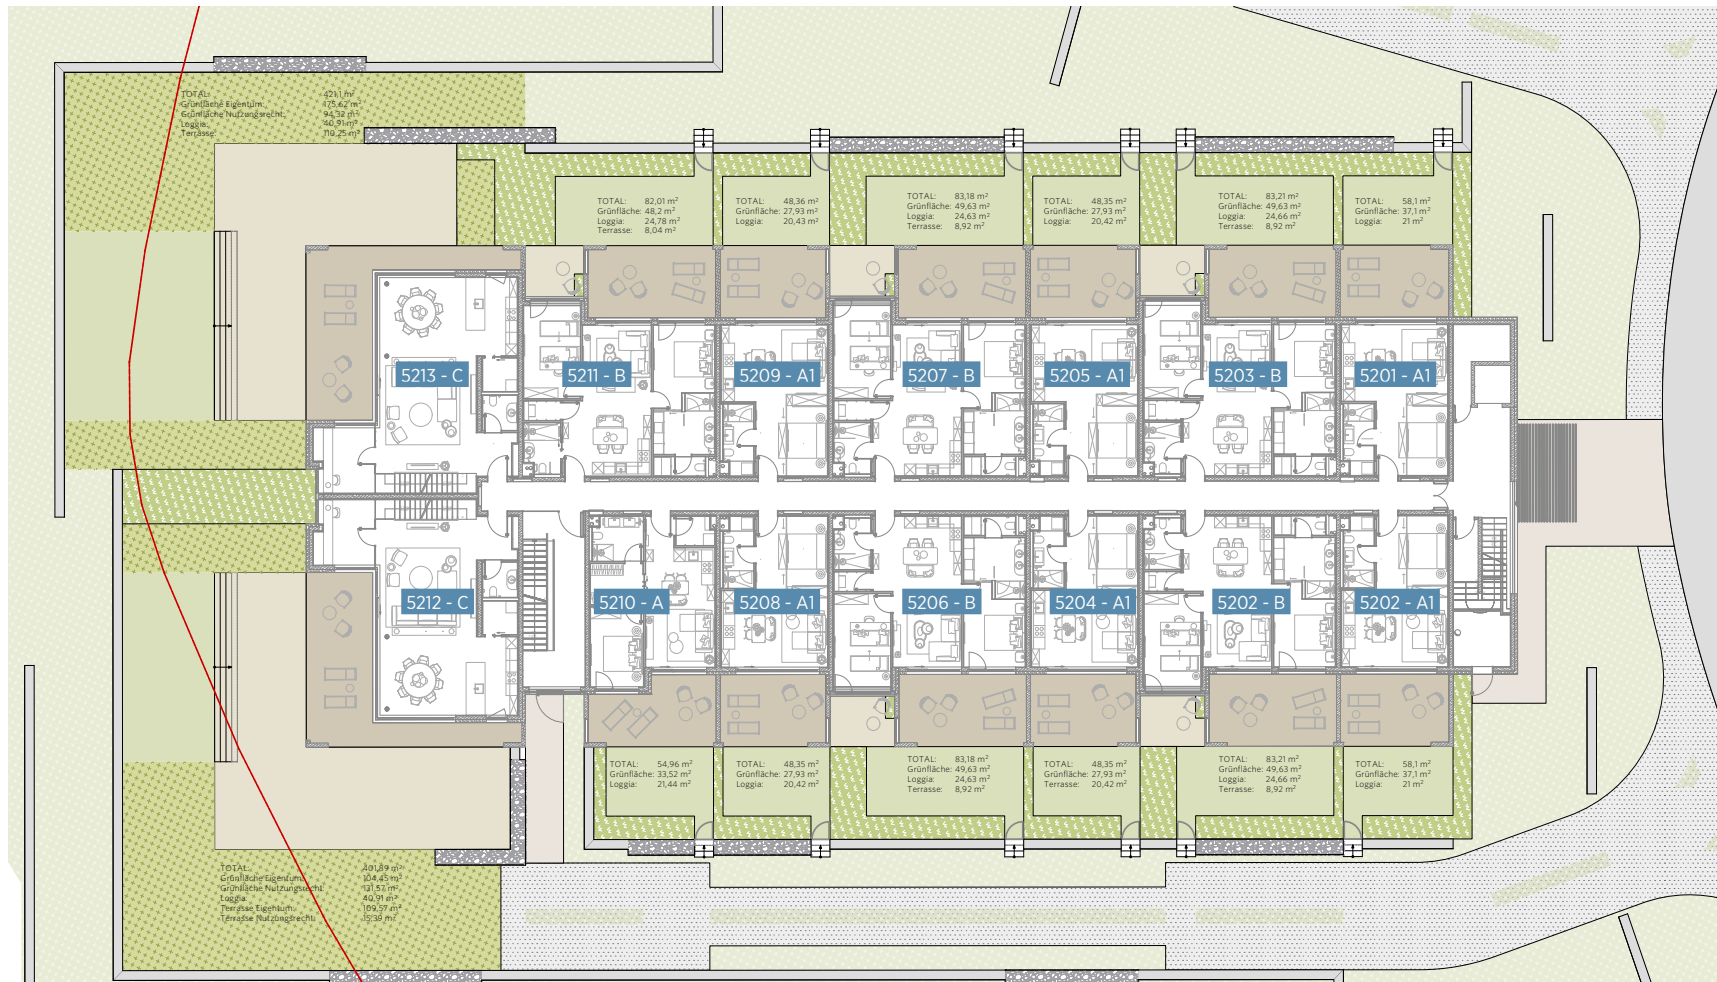 TOTAL: 421,1 m²
Grünfläche Eigentum: 175,62 m²
Grünfläche Nutzungsrecht: 94,32 m²
Loggia: 40,91 m²
Terrasse: 110,25 m²
TOTAL: 82,01 m²
Grünfläche: 48,2 m²
Loggia: 24,78 m²
Terrasse: 8,04 m²
TOTAL: 48,36 m²
Grünfläche: 27,93 m²
Loggia: 20,43 m²
TOTAL: 83,18 m²
Grünfläche: 49,63 m²
Loggia: 24,63 m²
Terrasse: 8,92 m²
TOTAL: 48,35 m²
Grünfläche: 27,93 m²
Loggia: 20,42 m²
TOTAL: 83,21 m²
Grünfläche: 49,63 m²
Loggia: 24,66 m²
Terrasse: 8,92 m²
TOTAL: 58,1 m²
Grünfläche: 37,1 m²
Loggia: 21 m²
5213 - C
5211 - B
5209 - A1
5207 - B
5205 - A1
5203 - B
5201 - A1
5212 - C
5210 - A
5208 - A1
5206 - B
5204 - A1
5202 - B
5202 - A1
TOTAL: 54,96 m²
Grünfläche: 33,52 m²
Loggia: 21,44 m²
TOTAL: 48,35 m²
Grünfläche: 27,93 m²
Loggia: 20,42 m²
TOTAL: 83,18 m²
Grünfläche: 49,63 m²
Loggia: 24,63 m²
Terrasse: 8,92 m²
TOTAL: 48,35 m²
Grünfläche: 27,93 m²
Terrasse: 20,42 m²
TOTAL: 83,21 m²
Grünfläche: 49,63 m²
Loggia: 24,66 m²
Terrasse: 8,92 m²
TOTAL: 58,1 m²
Grünfläche: 37,1 m²
Loggia: 21 m²
TOTAL: 401,89 m²
Grünfläche Eigentum: 104,45 m²
Grünfläche Nutzungsrecht: 131,57 m²
Loggia: 40,91 m²
Terrasse Eigentum: 109,57 m²
Terrasse Nutzungsrecht: 15,39 m²